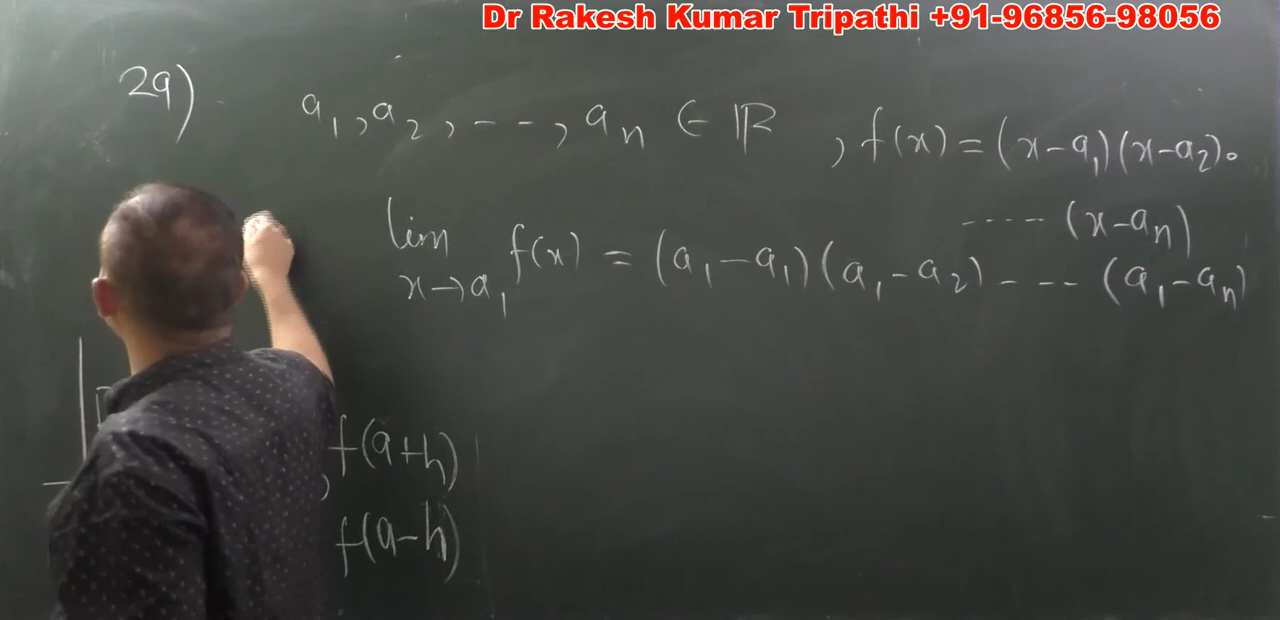 Dr Rakesh Kumar Tripathi +91-96856-98056
29) a₁, a₂, ---, aₙ ∈ ℝ , f(x) = (x-a₁)(x-a₂).
---- (x-aₙ)
lim x→a₁ f(x) = (a₁-a₁)(a₁-a₂) ---- (a₁-aₙ)
, f(a+h)
f(a-h)